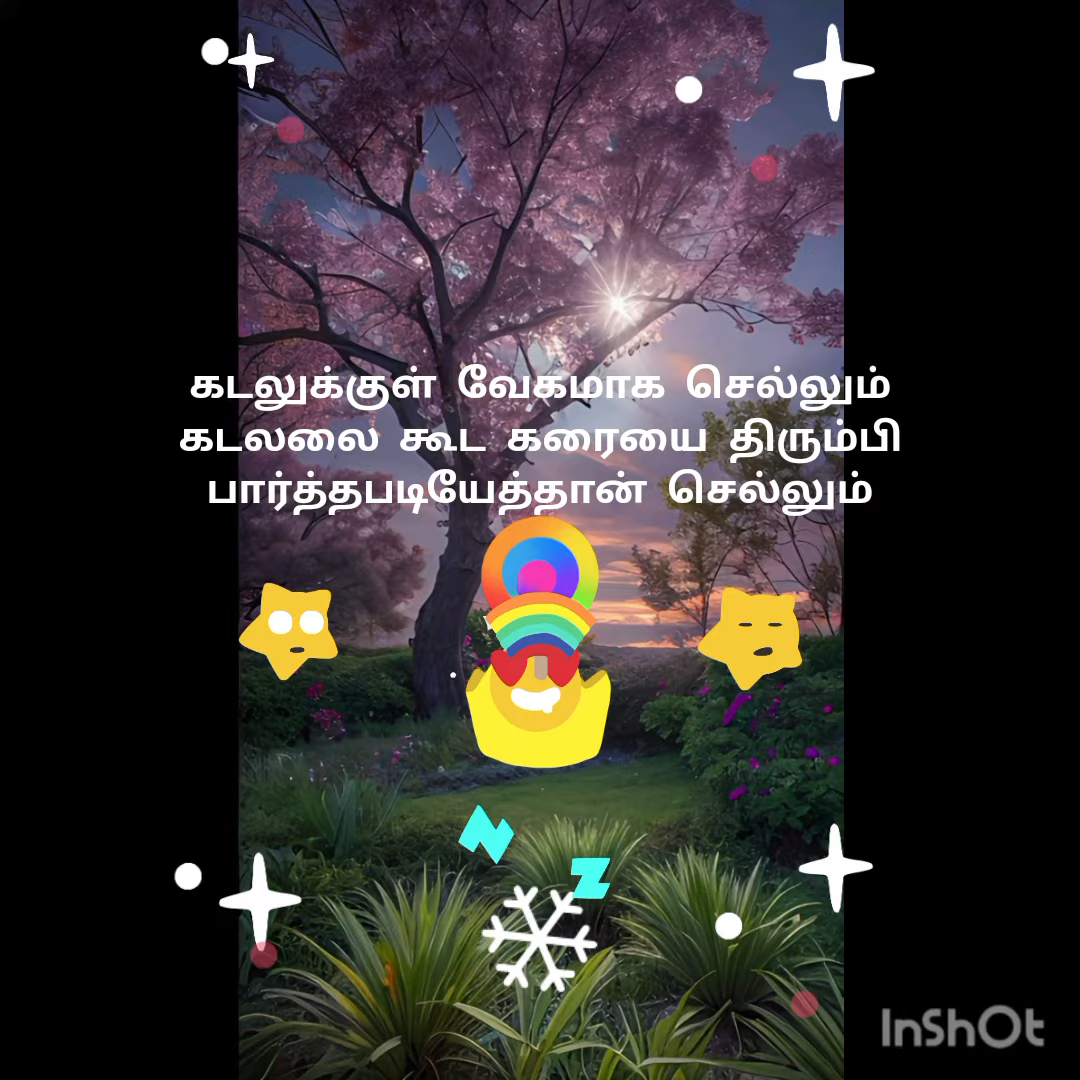 கடலுக்குள் வேகமாக செல்லும்
கடலலை கூட கரையை திரும்பி
பார்த்தபடியேத்தான் செல்லும்
N
z
InShOt